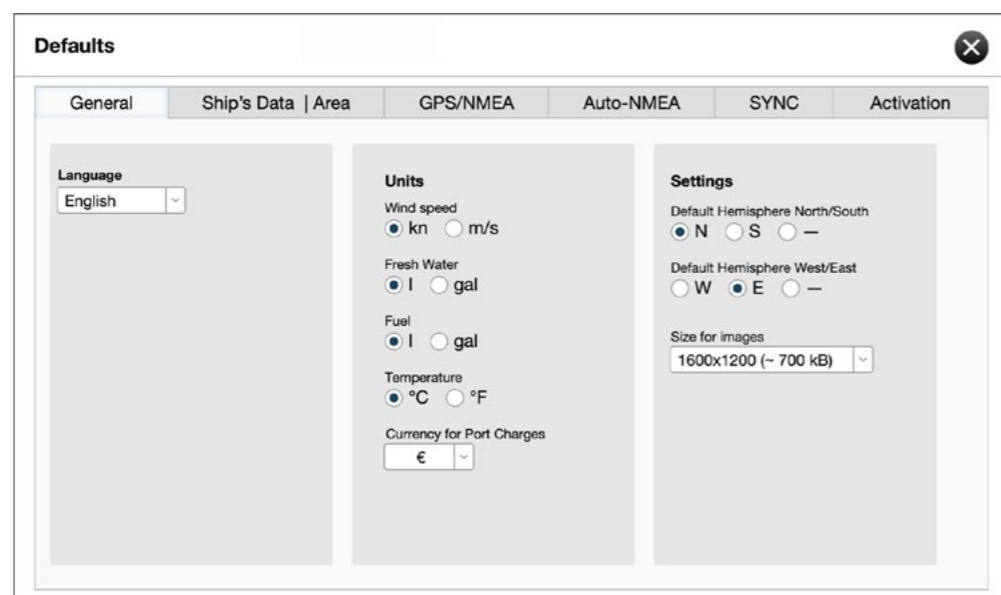 Defaults
General
Ship's Data | Area
GPS/NMEA
Auto-NMEA
SYNC
Activation
Language
English
Units
Wind speed
kn m/s
Fresh Water
l gal
Fuel
l gal
Temperature
°C °F
Currency for Port Charges
€
Settings
Default Hemisphere North/South
N S —
Default Hemisphere West/East
W E —
Size for images
1600x1200 (~ 700 kB)